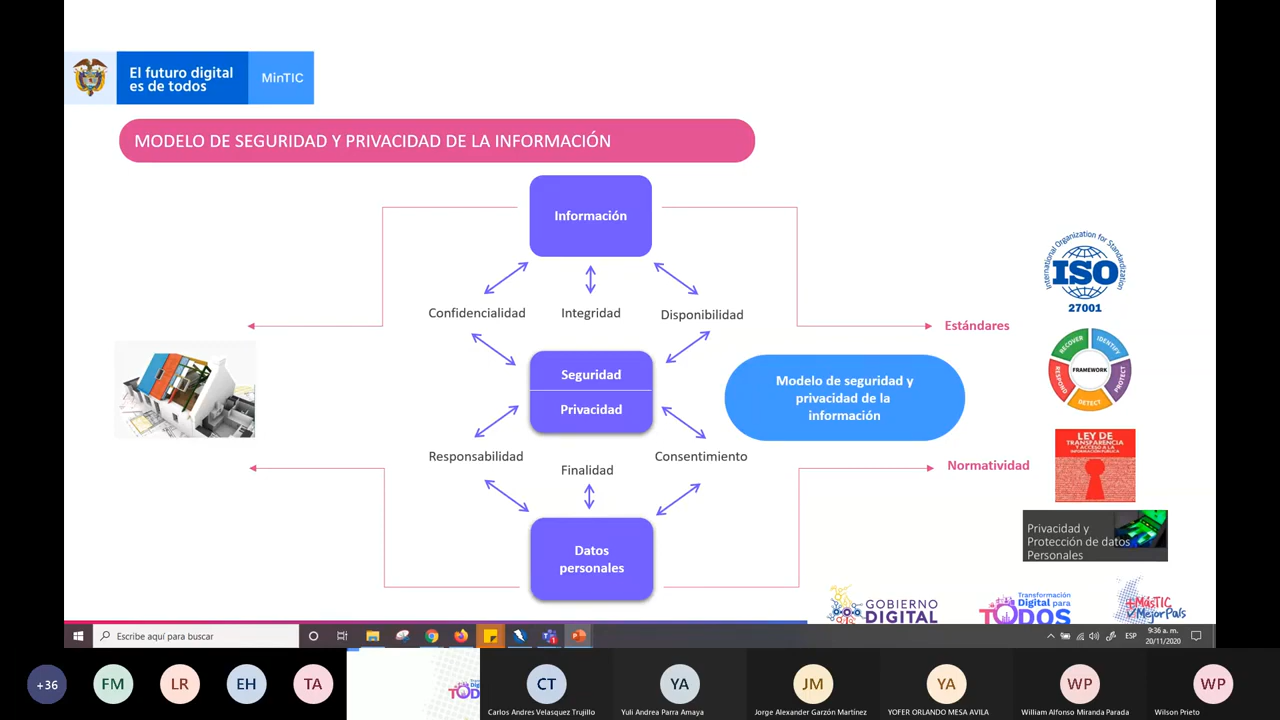 El futuro digital
es de todos
MinTIC
MODELO DE SEGURIDAD Y PRIVACIDAD DE LA INFORMACIÓN
Información
Confidencialidad
Integridad
Disponibilidad
Seguridad
Privacidad
Responsabilidad
Finalidad
Consentimiento
Datos
personales
Modelo de seguridad y
privacidad de la
información
Estándares
Normatividad
International Organization for Standardization
ISO
27001
RECOVER
IDENTIFY
PROTECT
DETECT
RESPOND
FRAMEWORK
LEY DE
TRANSPARENCIA
Y ACCESO A LA
INFORMACIÓN PÚBLICA
Privacidad y
Protección de datos
Personales
GOBIERNO
DIGITAL
Transformación
Digital para
TODOS
+MásTIC
MejorPaís
Escribe aquí para buscar
ESP
9:36 a. m.
20/11/2020
+36
FM
LR
EH
TA
CT
Carlos Andres Velasquez Trujillo
YA
Yuli Andrea Parra Amaya
JM
Jorge Alexander Garzón Martínez
YA
YOFER ORLANDO MESA AVILA
WP
William Alfonso Miranda Parada
WP
Wilson Prieto